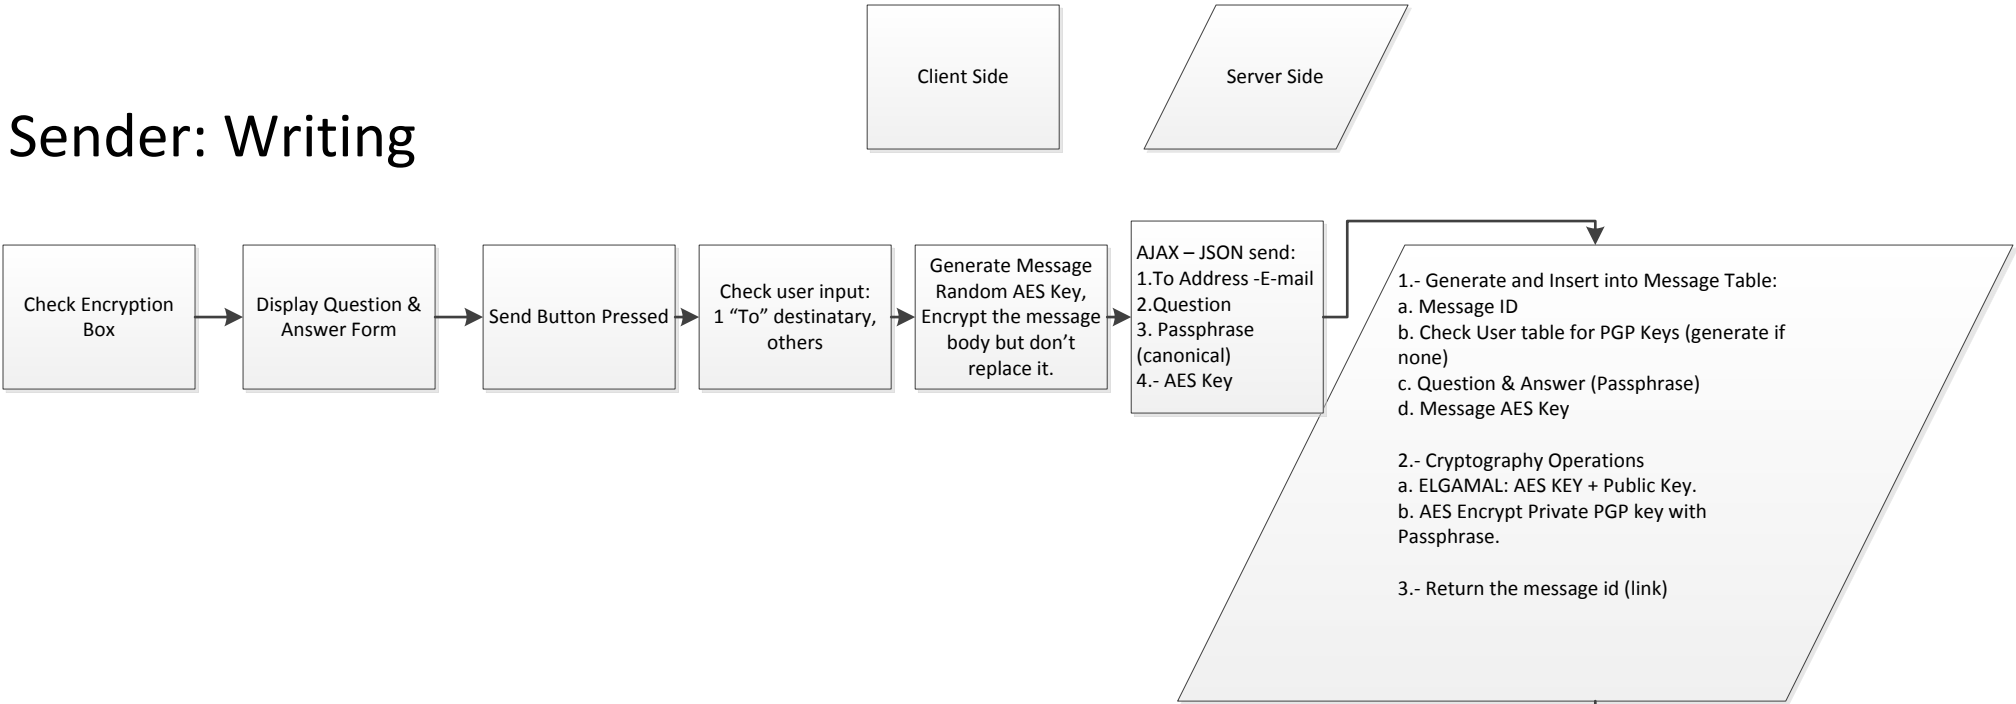 Client Side
Server Side
Sender: Writing
Check Encryption
Box
Display Question &
Answer Form
Send Button Pressed
Check user input:
1 “To” destinatary,
others
Generate Message
Random AES Key,
Encrypt the message
body but don’t
replace it.
AJAX – JSON send:
1.To Address -E-mail
2.Question
3. Passphrase
(canonical)
4.- AES Key
1.- Generate and Insert into Message Table:
a. Message ID
b. Check User table for PGP Keys (generate if
none)
c. Question & Answer (Passphrase)
d. Message AES Key
2.- Cryptography Operations
a. ELGAMAL: AES KEY + Public Key.
b. AES Encrypt Private PGP key with
Passphrase.
3.- Return the message id (link)